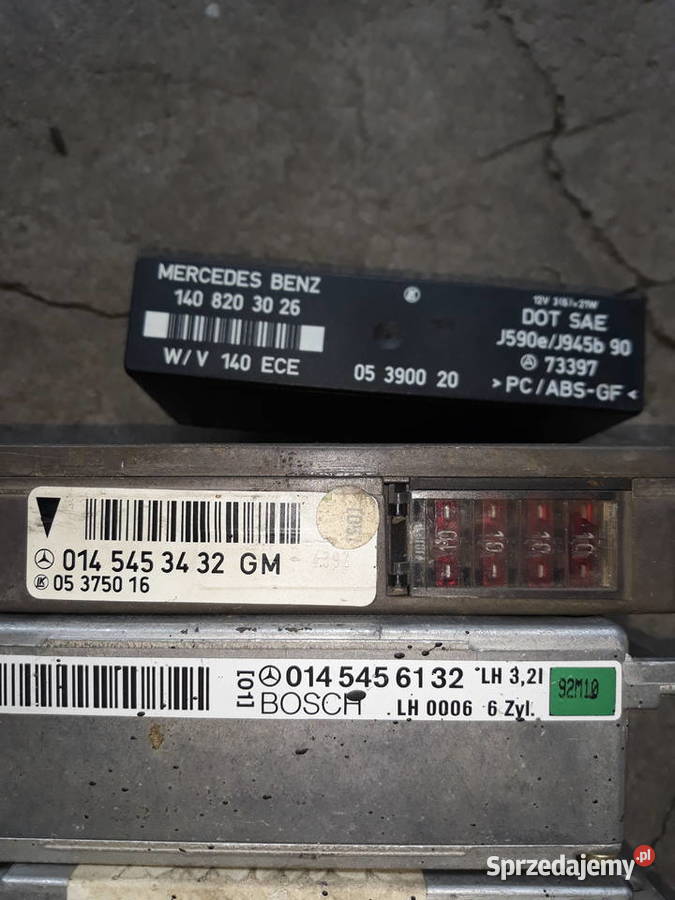 MERCEDES BENZ
140 820 30 26
W/V 140 ECE
05 3900 20
DOT SAE
J590e/J945b 90
73397
>PC/ABS-GF<
014 545 34 32 GM
05 3750 16
10 10 10 10
[01]
014 545 61 32 LH 3,2l
BOSCH LH 0006 6 Zyl.
92M10
Sprzedajemy.pl